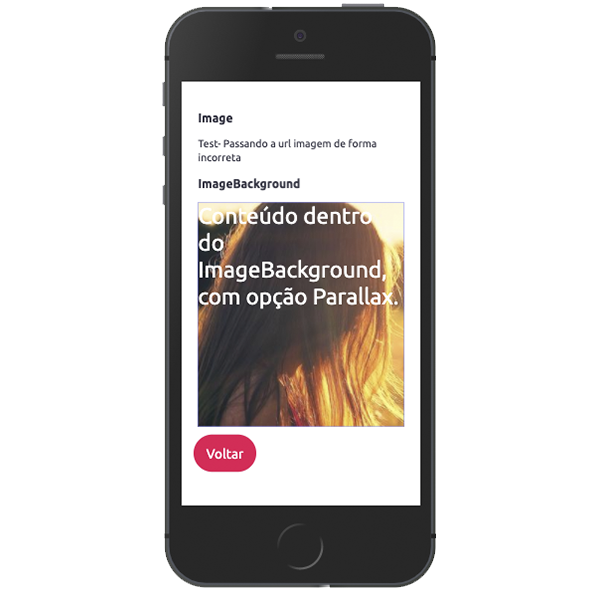 Image
Test- Passando a url imagem de forma
incorreta
ImageBackground
Conteúdo dentro
do
ImageBackground,
com opção Parallax.
Voltar